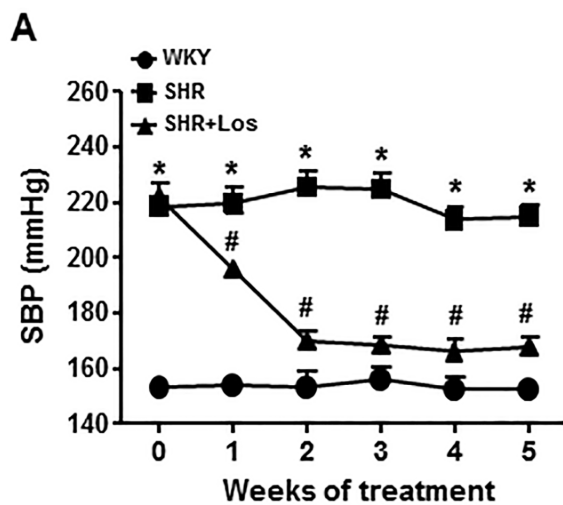 A
WKY
SHR
SHR+Los
260
240
220
200
180
160
140
SBP (mmHg)
* * * * * *
# # # # #
0 1 2 3 4 5
Weeks of treatment